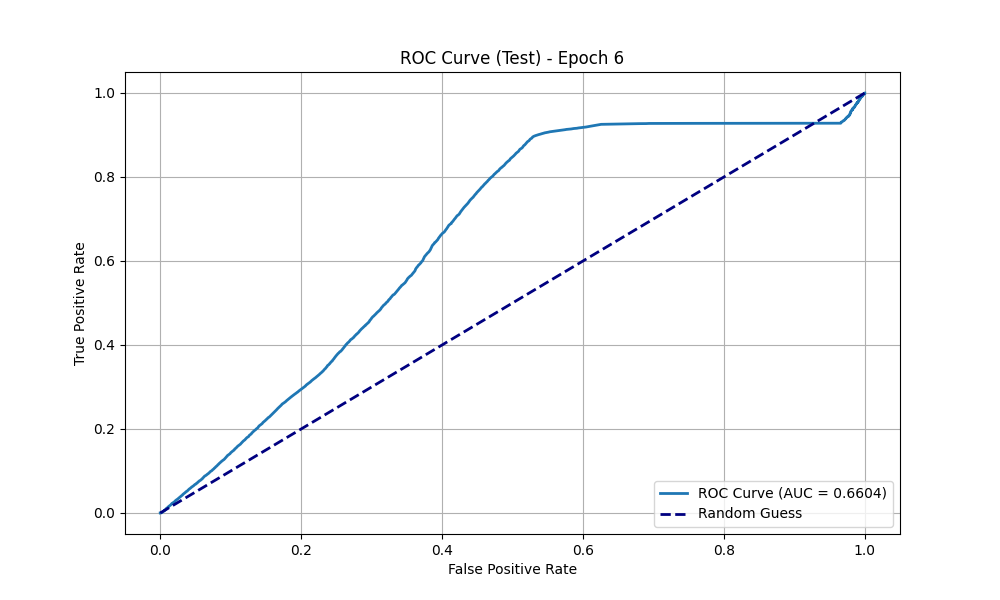 ROC Curve (Test) - Epoch 6
True Positive Rate
1.0
0.8
0.6
0.4
0.2
0.0
ROC Curve (AUC = 0.6604)
Random Guess
0.0 0.2 0.4 0.6 0.8 1.0
False Positive Rate